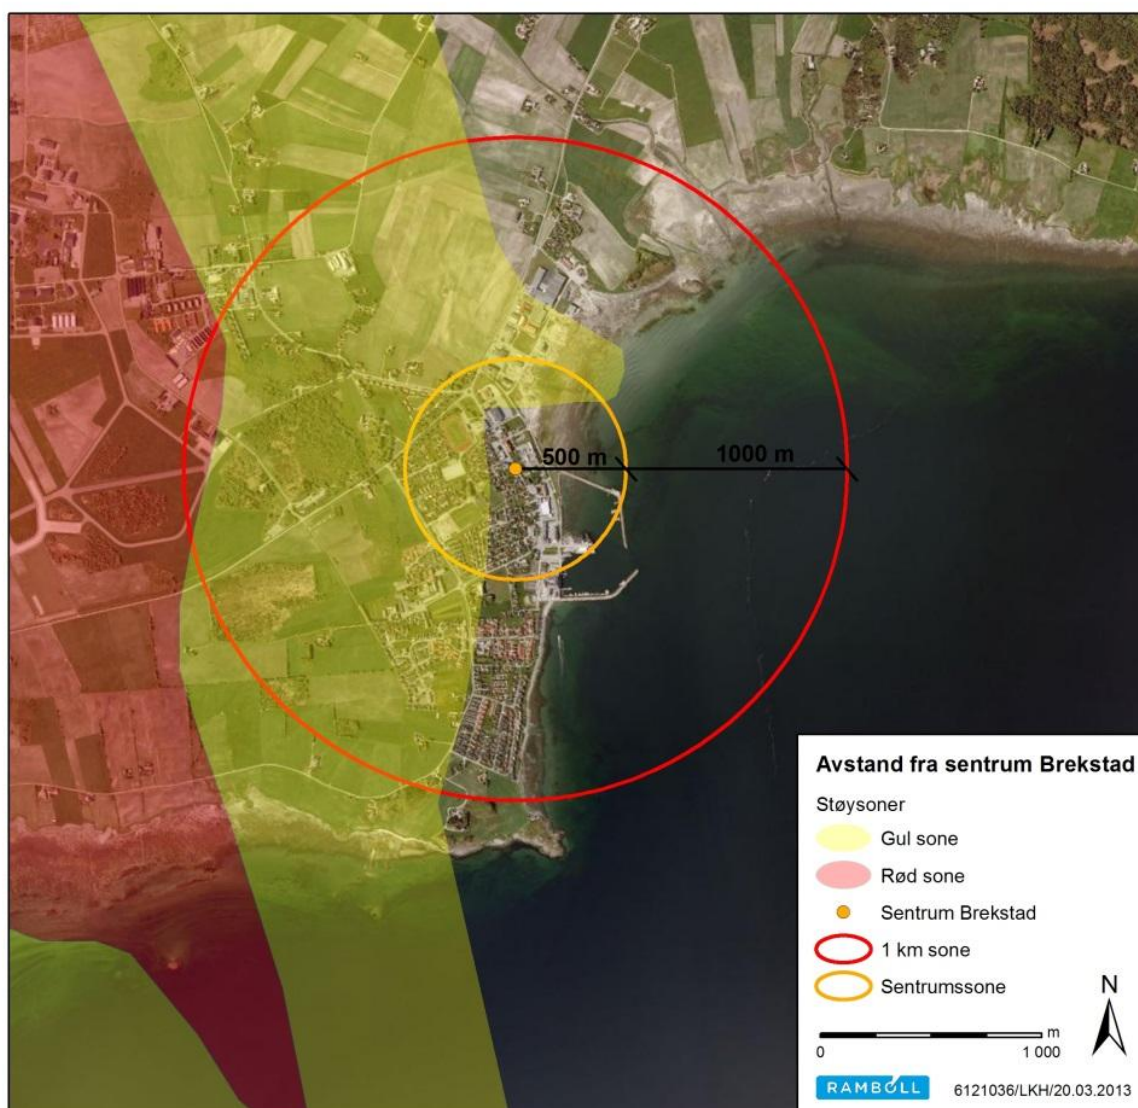 500 m
1000 m
Avstand fra sentrum Brekstad
Støysoner
Gul sone
Rød sone
Sentrum Brekstad
1 km sone
Sentrumssone
N
m
0 1 000
RAMBOLL 6121036/LKH/20.03.2013